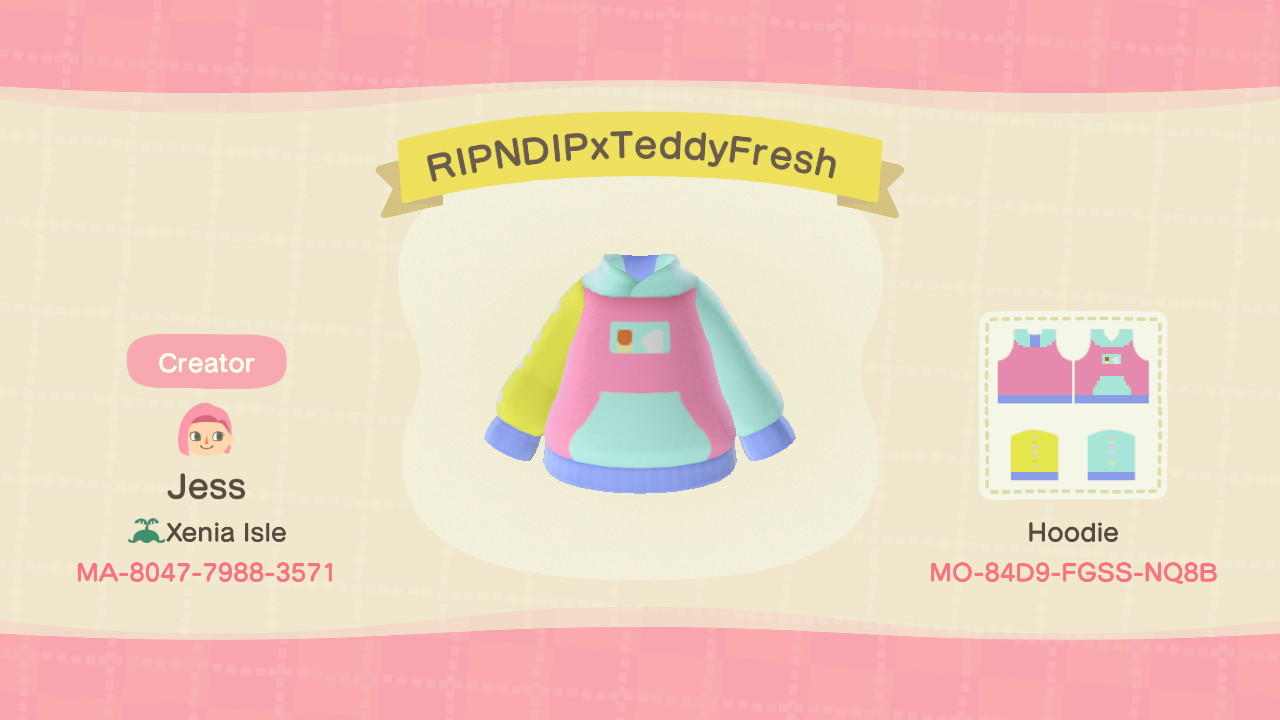 RIPNDIPxTeddyFresh
Creator
Jess
Xenia Isle
MA-8047-7988-3571
Hoodie
MO-84D9-FGSS-NQ8B